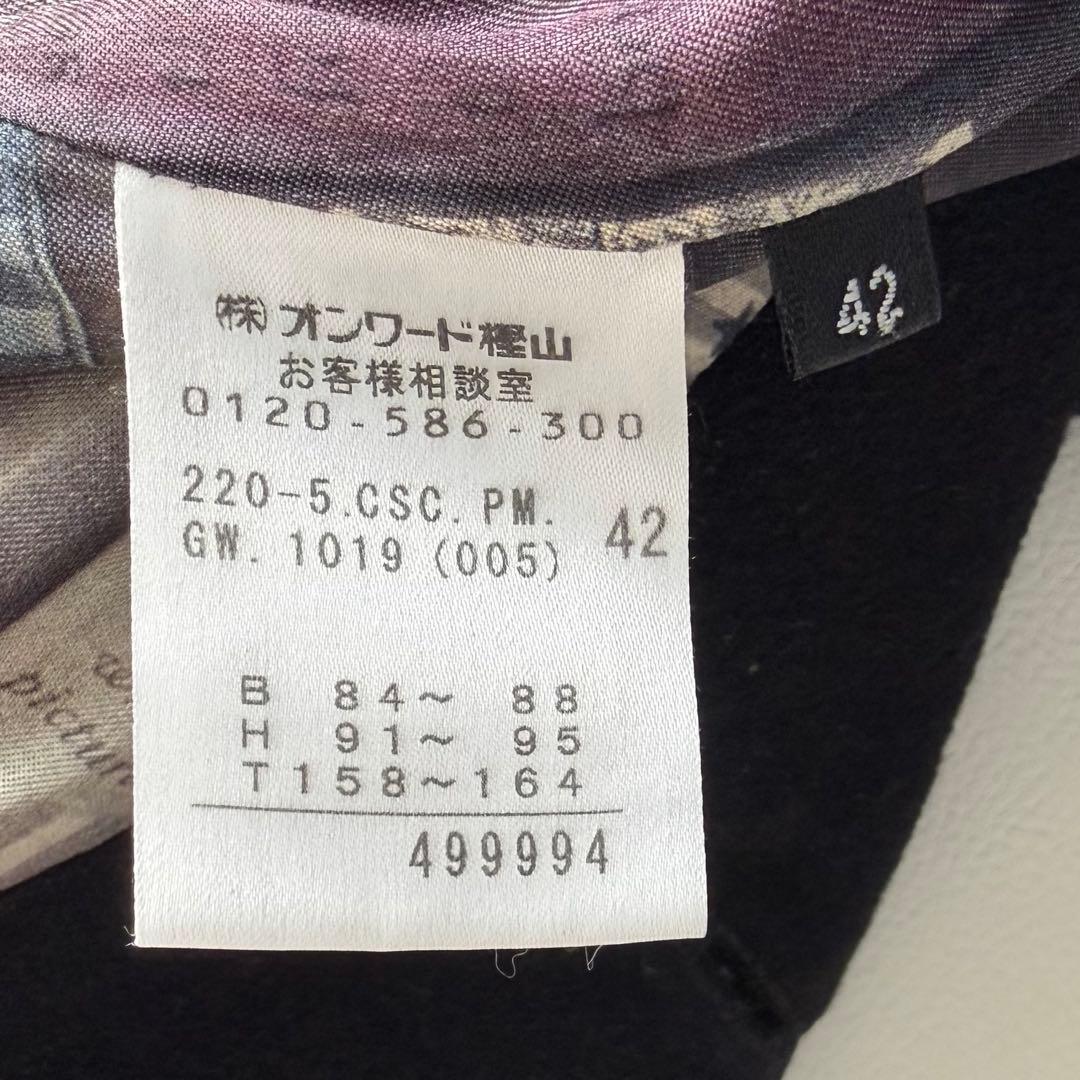 (株)オンワード樫山
お客様相談室
0120-586-300
220-5.CSC.PM.
GW.1019(005)
42
B 84～ 88
H 91～ 95
T158～164
499994
42
pictur